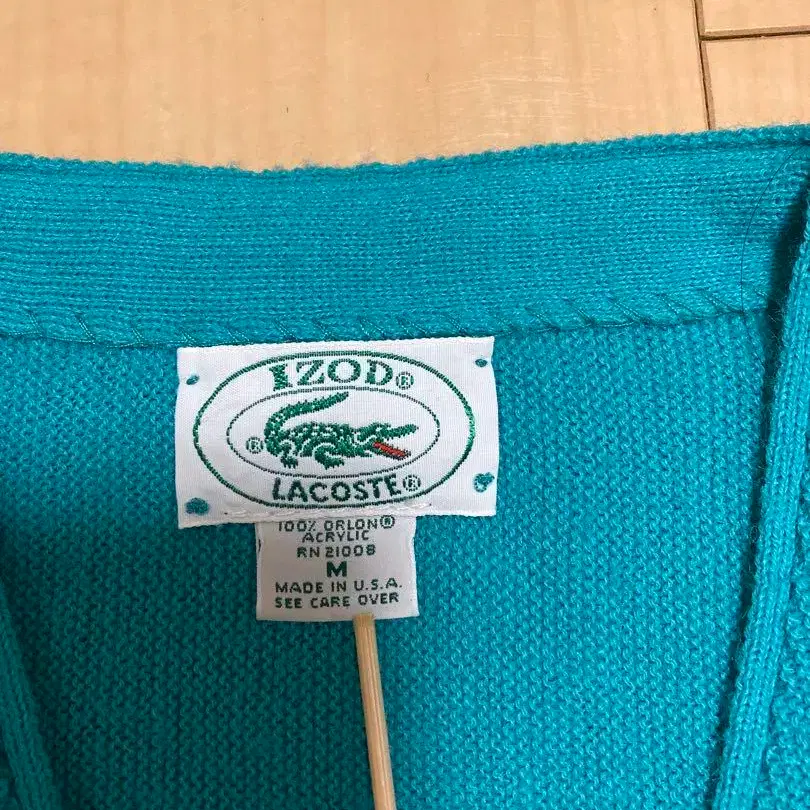 IZOD®
®
LACOSTE®
100% ORLON®
ACRYLIC
RN 21008
M
MADE IN U.S.A.
SEE CARE OVER